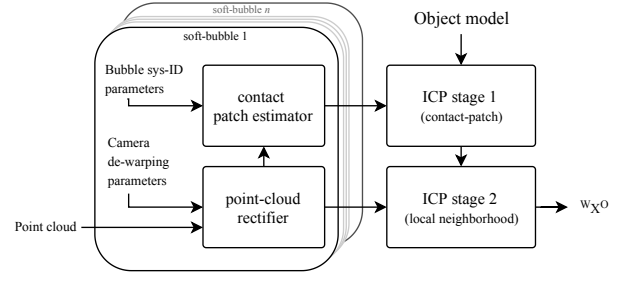 soft-bubble n
soft-bubble 1
Object model
Bubble sys-ID
parameters
contact
patch estimator
ICP stage 1
(contact-patch)
Camera
de-warping
parameters
point-cloud
rectifier
ICP stage 2
(local neighborhood)
Point cloud
ᵂXᴼ